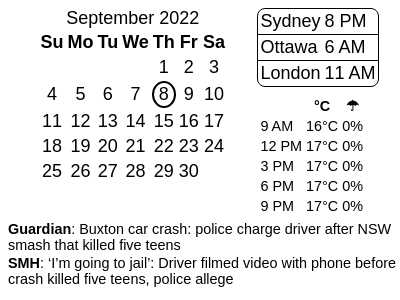 September 2022
Su Mo Tu We Th Fr Sa
1 2 3
4 5 6 7 8 9 10
11 12 13 14 15 16 17
18 19 20 21 22 23 24
25 26 27 28 29 30
Sydney 8 PM
Ottawa 6 AM
London 11 AM
°C ☂
9 AM 16°C 0%
12 PM 17°C 0%
3 PM 17°C 0%
6 PM 17°C 0%
9 PM 17°C 0%
Guardian: Buxton car crash: police charge driver after NSW
smash that killed five teens
SMH: ‘I’m going to jail’: Driver filmed video with phone before
crash killed five teens, police allege